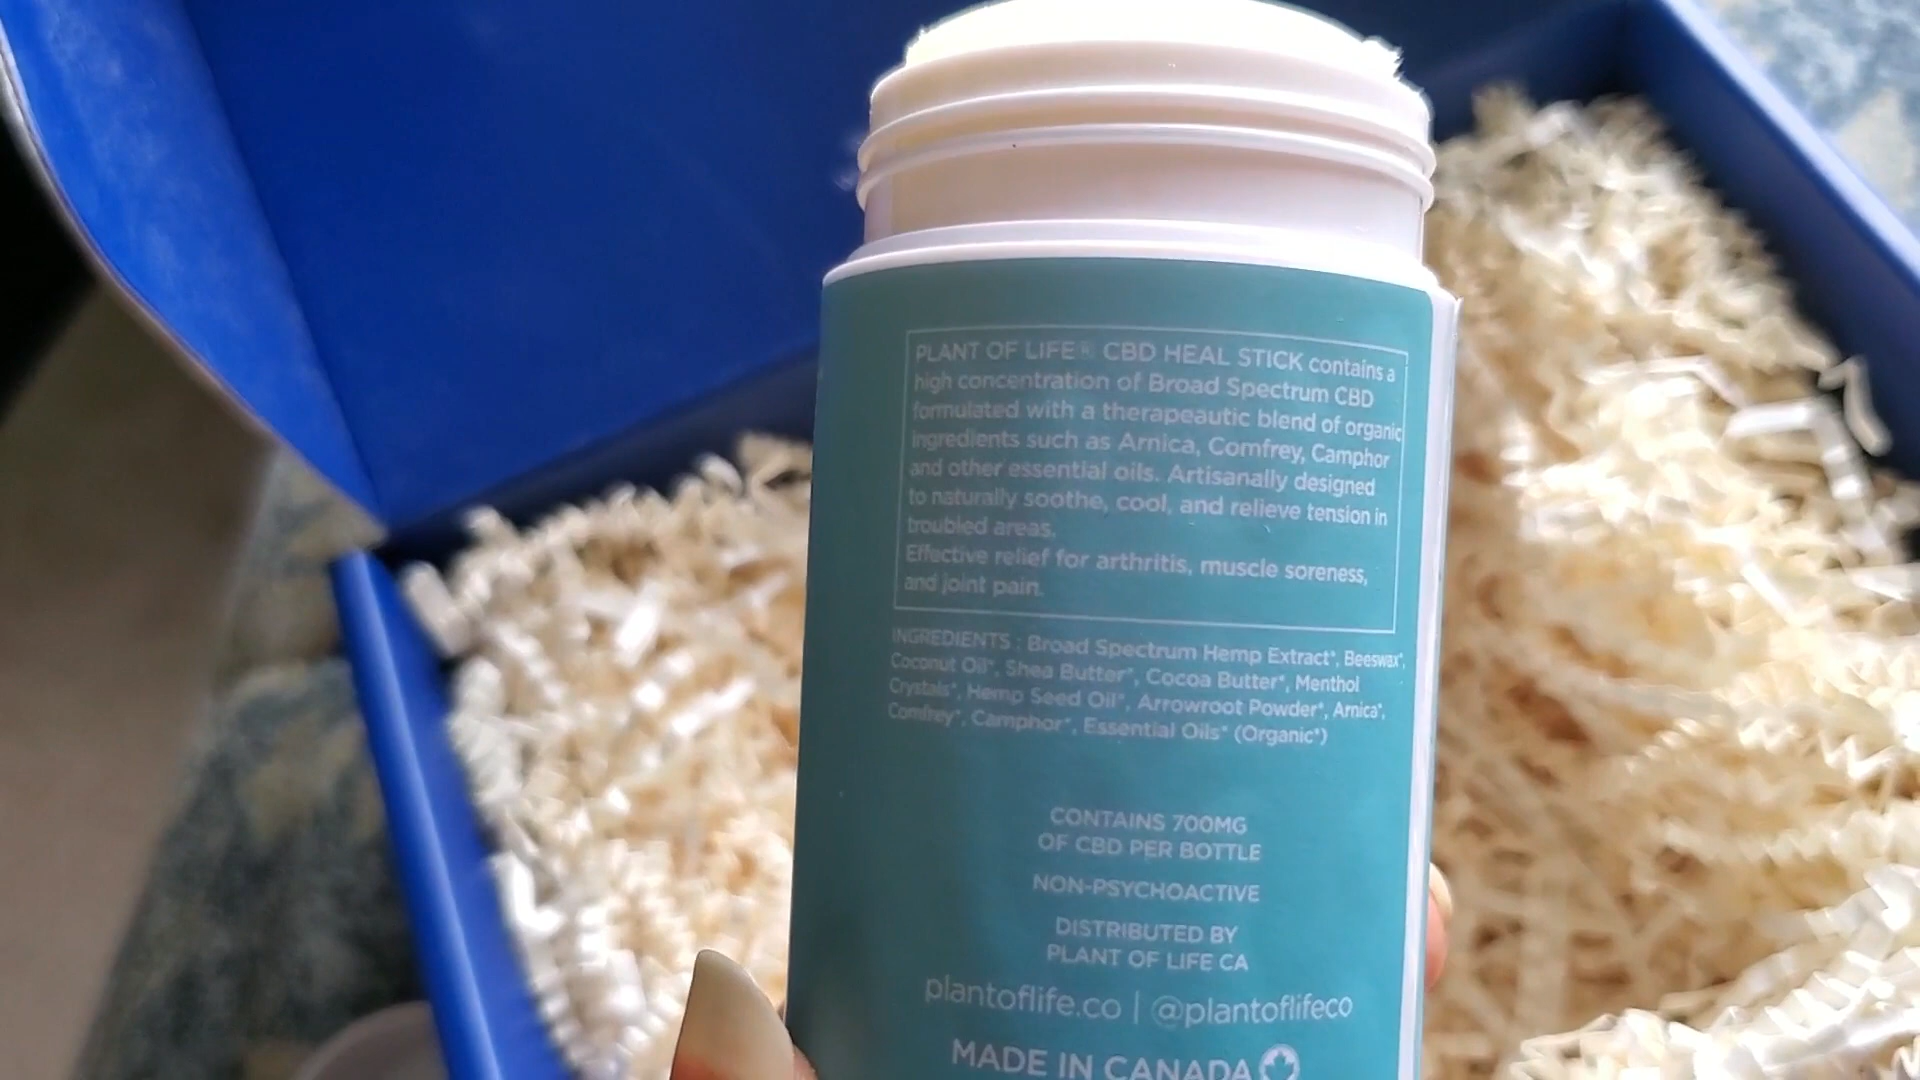 PLANT OF LIFE® CBD HEAL STICK contains a
high concentration of Broad Spectrum CBD
formulated with a therapeautic blend of organic
ingredients such as Arnica, Comfrey, Camphor
and other essential oils. Artisanally designed
to naturally soothe, cool, and relieve tension in
troubled areas.
Effective relief for arthritis, muscle soreness,
and joint pain.
INGREDIENTS : Broad Spectrum Hemp Extract*, Beeswax*,
Coconut Oil*, Shea Butter*, Cocoa Butter*, Menthol
Crystals*, Hemp Seed Oil*, Arrowroot Powder*, Arnica*,
Comfrey*, Camphor*, Essential Oils* (Organic*)
CONTAINS 700MG
OF CBD PER BOTTLE
NON-PSYCHOACTIVE
DISTRIBUTED BY
PLANT OF LIFE CA
plantoflife.co | @plantoflifeco
MADE IN CANADA